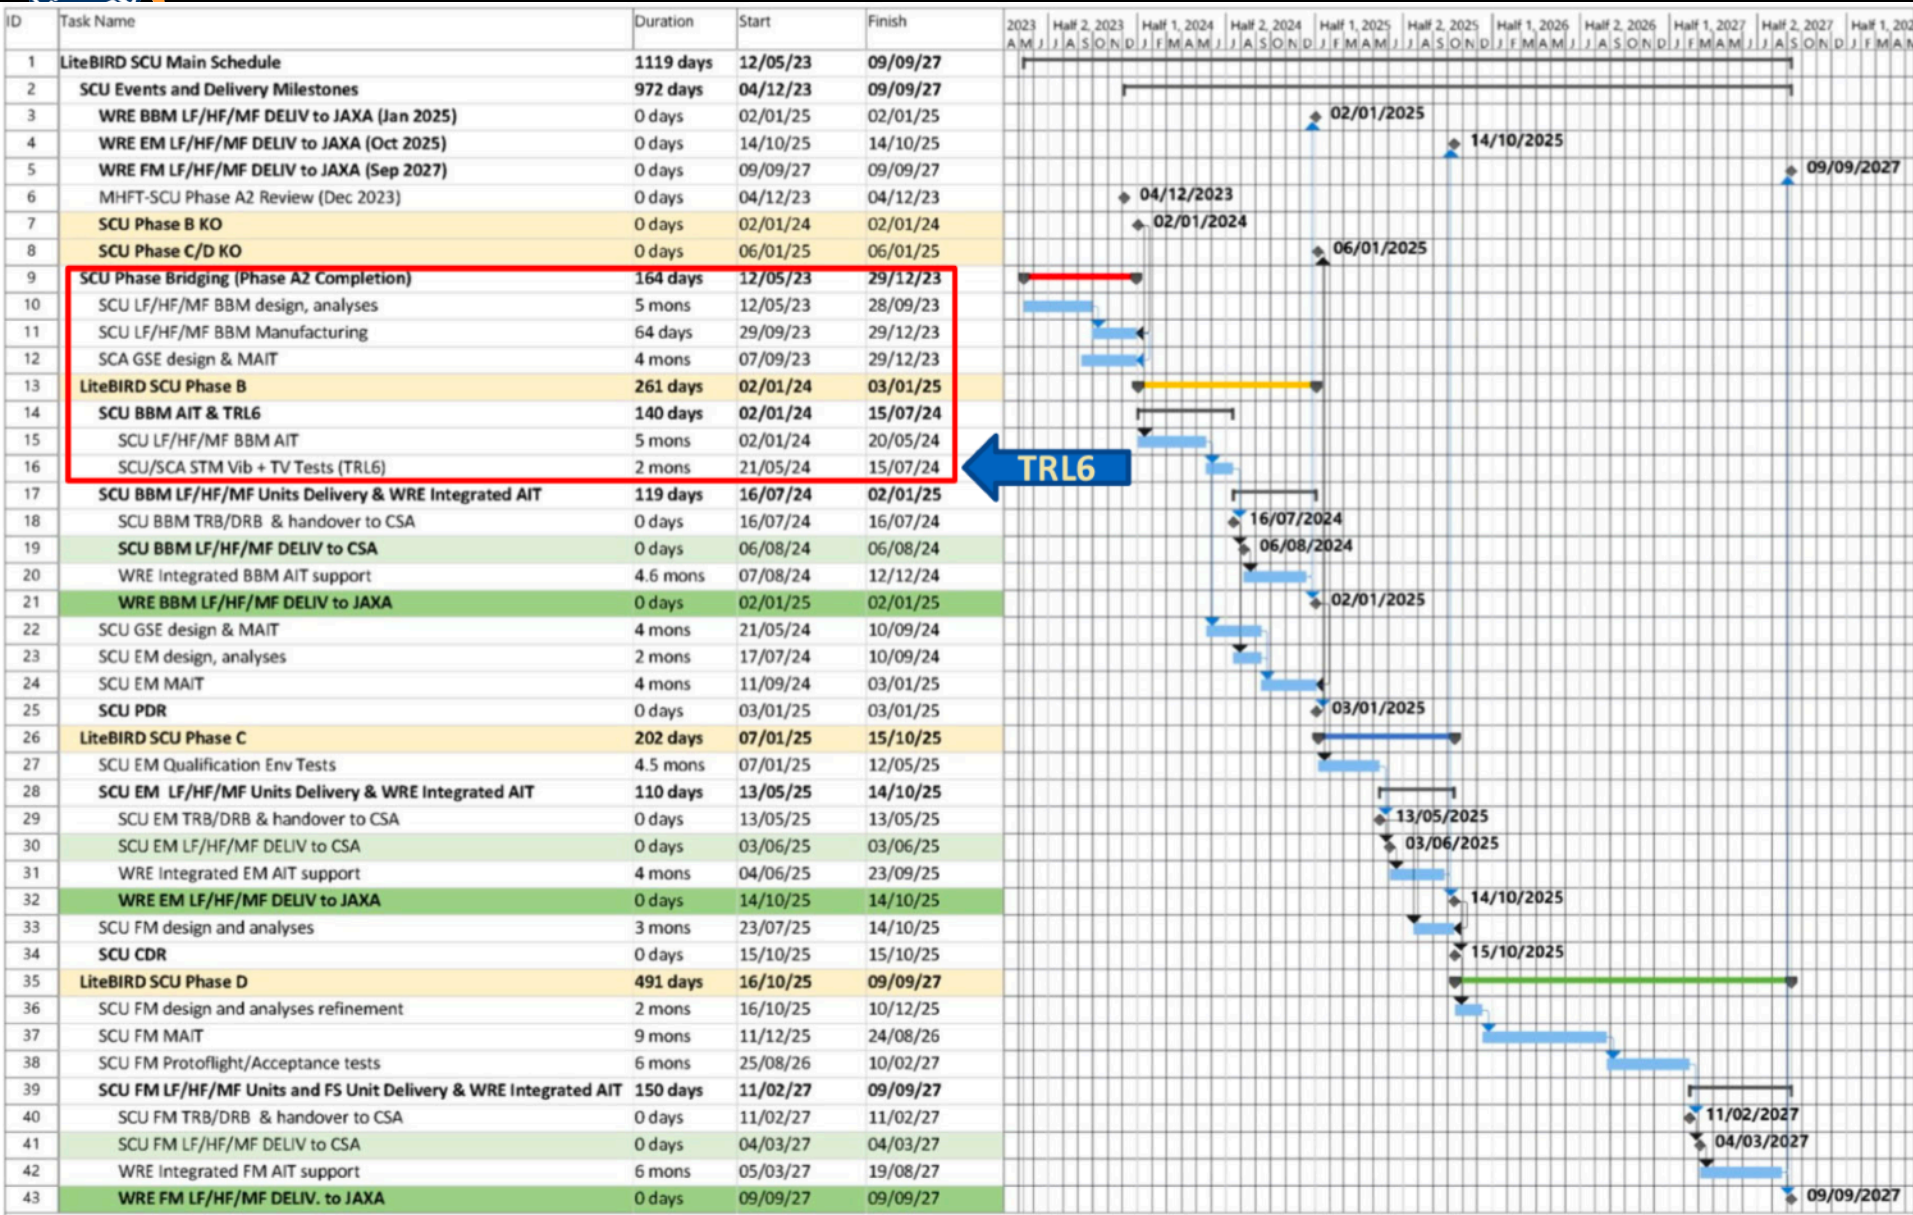 ID Task Name Duration Start Finish 2023 Half 2, 2023 Half 1, 2024 Half 2, 2024 Half 1, 2025 Half 2, 2025 Half 1, 2026 Half 2, 2026 Half 1, 2027 Half 2, 2027 Half 1, 202
A M J J A S O N D J F M A M J J A S O N D J F M A M J J A S O N D J F M A M J J A S O N D J F M A M J J A S O N D J F M A M
1 LiteBIRD SCU Main Schedule 1119 days 12/05/23 09/09/27
2 SCU Events and Delivery Milestones 972 days 04/12/23 09/09/27
3 WRE BBM LF/HF/MF DELIV to JAXA (Jan 2025) 0 days 02/01/25 02/01/25 02/01/2025
4 WRE EM LF/HF/MF DELIV to JAXA (Oct 2025) 0 days 14/10/25 14/10/25 14/10/2025
5 WRE FM LF/HF/MF DELIV to JAXA (Sep 2027) 0 days 09/09/27 09/09/27 09/09/2027
6 MHFT-SCU Phase A2 Review (Dec 2023) 0 days 04/12/23 04/12/23 04/12/2023
7 SCU Phase B KO 0 days 02/01/24 02/01/24 02/01/2024
8 SCU Phase C/D KO 0 days 06/01/25 06/01/25 06/01/2025
9 SCU Phase Bridging (Phase A2 Completion) 164 days 12/05/23 29/12/23
10 SCU LF/HF/MF BBM design, analyses 5 mons 12/05/23 28/09/23
11 SCU LF/HF/MF BBM Manufacturing 64 days 29/09/23 29/12/23
12 SCA GSE design & MAIT 4 mons 07/09/23 29/12/23
13 LiteBIRD SCU Phase B 261 days 02/01/24 03/01/25
14 SCU BBM AIT & TRL6 140 days 02/01/24 15/07/24
15 SCU LF/HF/MF BBM AIT 5 mons 02/01/24 20/05/24
16 SCU/SCA STM Vib + TV Tests (TRL6) 2 mons 21/05/24 15/07/24 TRL6
17 SCU BBM LF/HF/MF Units Delivery & WRE Integrated AIT 119 days 16/07/24 02/01/25
18 SCU BBM TRB/DRB & handover to CSA 0 days 16/07/24 16/07/24 16/07/2024
19 SCU BBM LF/HF/MF DELIV to CSA 0 days 06/08/24 06/08/24 06/08/2024
20 WRE Integrated BBM AIT support 4.6 mons 07/08/24 12/12/24
21 WRE BBM LF/HF/MF DELIV to JAXA 0 days 02/01/25 02/01/25 02/01/2025
22 SCU GSE design & MAIT 4 mons 21/05/24 10/09/24
23 SCU EM design, analyses 2 mons 17/07/24 10/09/24
24 SCU EM MAIT 4 mons 11/09/24 03/01/25
25 SCU PDR 0 days 03/01/25 03/01/25 03/01/2025
26 LiteBIRD SCU Phase C 202 days 07/01/25 15/10/25
27 SCU EM Qualification Env Tests 4.5 mons 07/01/25 12/05/25
28 SCU EM LF/HF/MF Units Delivery & WRE Integrated AIT 110 days 13/05/25 14/10/25
29 SCU EM TRB/DRB & handover to CSA 0 days 13/05/25 13/05/25 13/05/2025
30 SCU EM LF/HF/MF DELIV to CSA 0 days 03/06/25 03/06/25 03/06/2025
31 WRE Integrated EM AIT support 4 mons 04/06/25 23/09/25
32 WRE EM LF/HF/MF DELIV to JAXA 0 days 14/10/25 14/10/25 14/10/2025
33 SCU FM design and analyses 3 mons 23/07/25 14/10/25
34 SCU CDR 0 days 15/10/25 15/10/25 15/10/2025
35 LiteBIRD SCU Phase D 491 days 16/10/25 09/09/27
36 SCU FM design and analyses refinement 2 mons 16/10/25 10/12/25
37 SCU FM MAIT 9 mons 11/12/25 24/08/26
38 SCU FM Protoflight/Acceptance tests 6 mons 25/08/26 10/02/27
39 SCU FM LF/HF/MF Units and FS Unit Delivery & WRE Integrated AIT 150 days 11/02/27 09/09/27
40 SCU FM TRB/DRB & handover to CSA 0 days 11/02/27 11/02/27 11/02/2027
41 SCU FM LF/HF/MF DELIV to CSA 0 days 04/03/27 04/03/27 04/03/2027
42 WRE Integrated FM AIT support 6 mons 05/03/27 19/08/27
43 WRE FM LF/HF/MF DELIV. to JAXA 0 days 09/09/27 09/09/27 09/09/2027